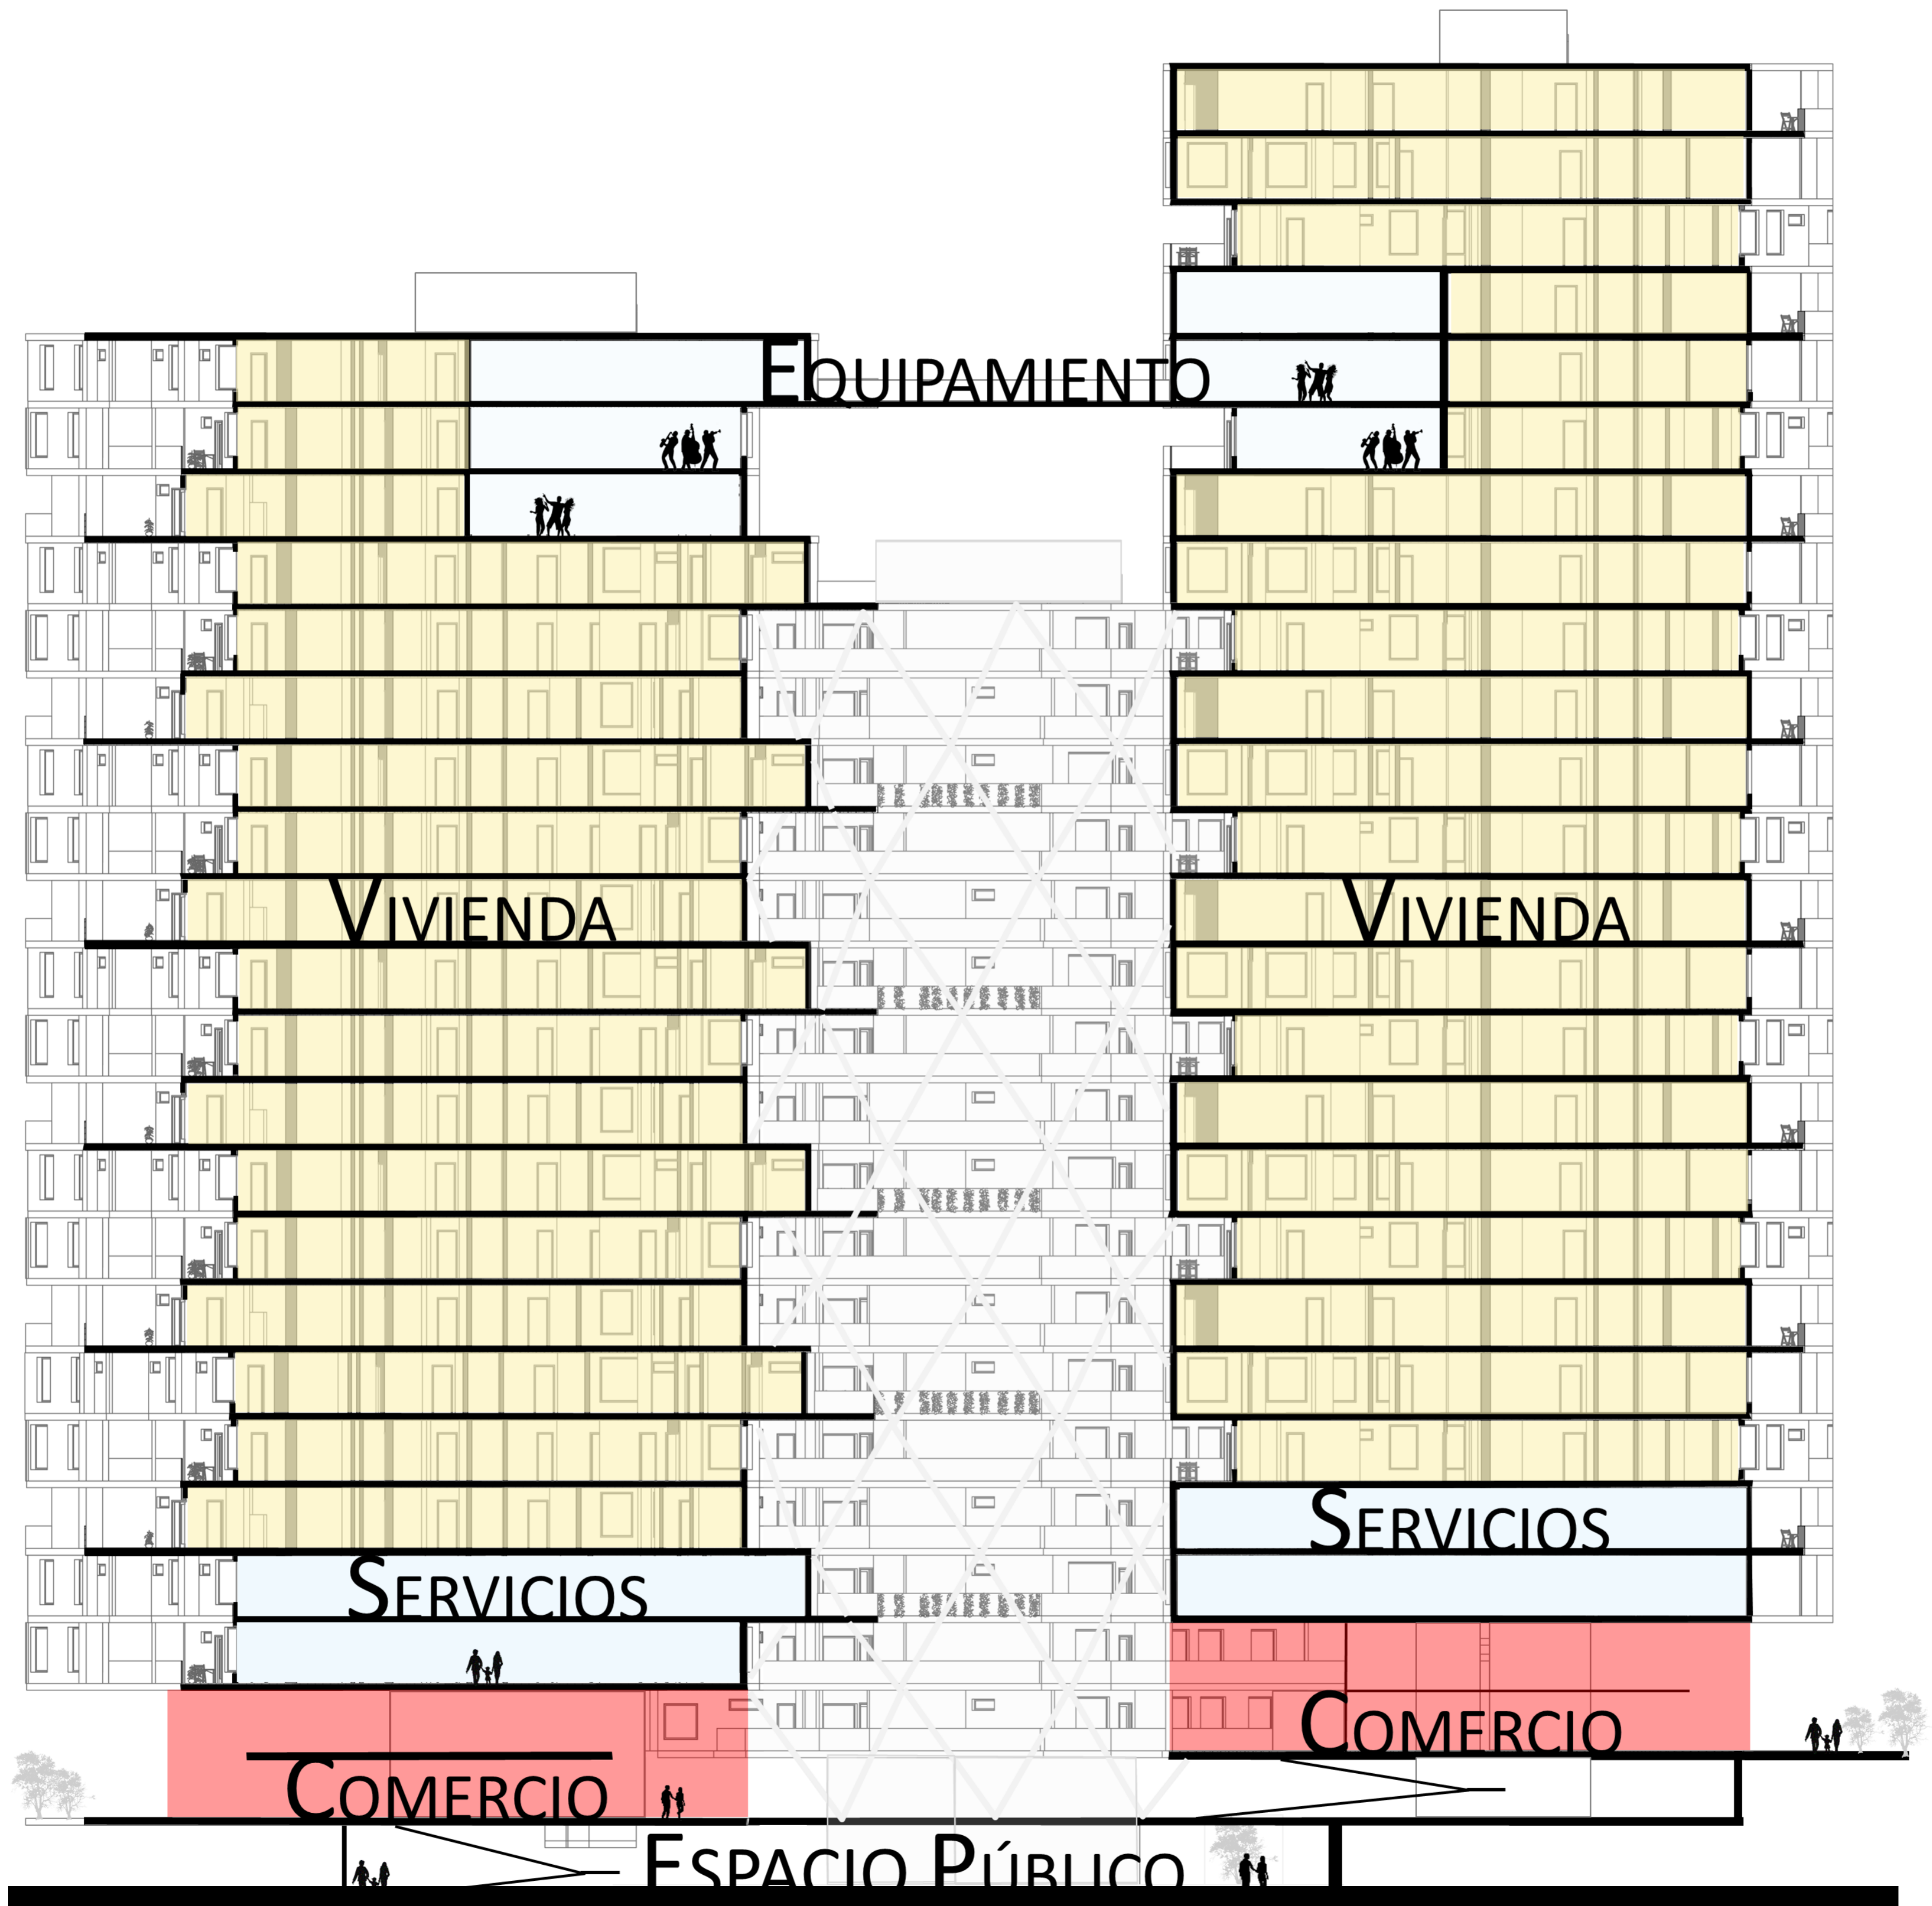 EQUIPAMIENTO
VIVIENDA
VIVIENDA
SERVICIOS
SERVICIOS
COMERCIO
COMERCIO
ESPACIO PÚBLICO